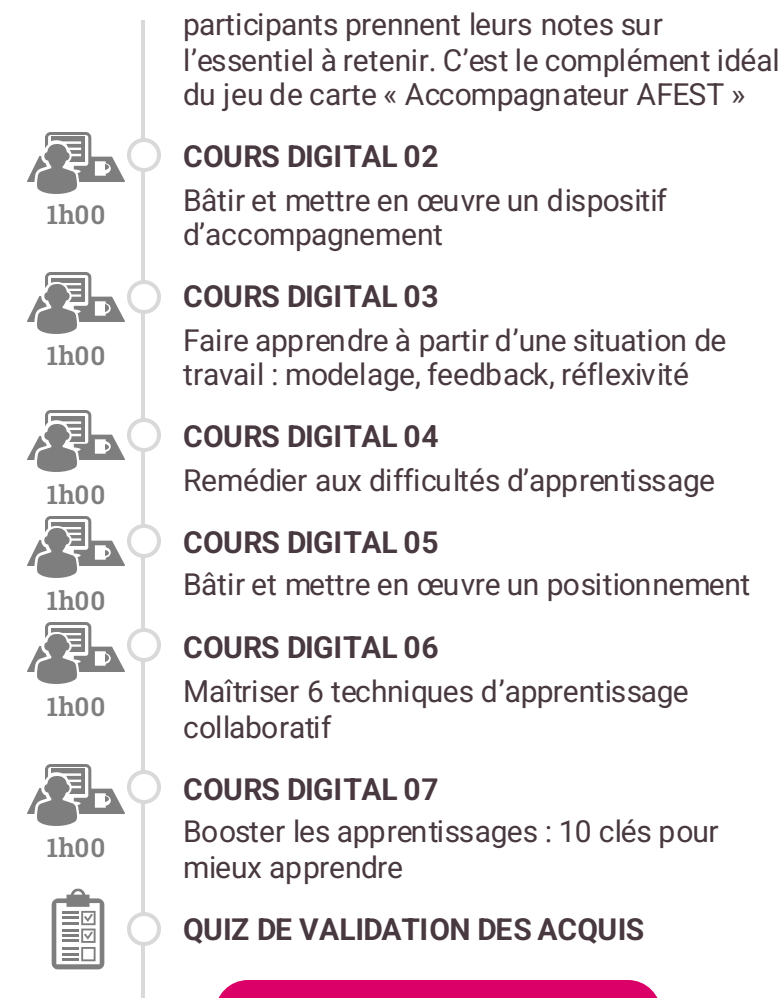 participants prennent leurs notes sur
l’essentiel à retenir. C’est le complément idéal
du jeu de carte « Accompagnateur AFEST »
COURS DIGITAL 02
1h00
Bâtir et mettre en œuvre un dispositif
d’accompagnement
COURS DIGITAL 03
1h00
Faire apprendre à partir d’une situation de
travail : modelage, feedback, réflexivité
COURS DIGITAL 04
1h00
Remédier aux difficultés d’apprentissage
COURS DIGITAL 05
1h00
Bâtir et mettre en œuvre un positionnement
COURS DIGITAL 06
1h00
Maîtriser 6 techniques d’apprentissage
collaboratif
COURS DIGITAL 07
1h00
Booster les apprentissages : 10 clés pour
mieux apprendre
QUIZ DE VALIDATION DES ACQUIS